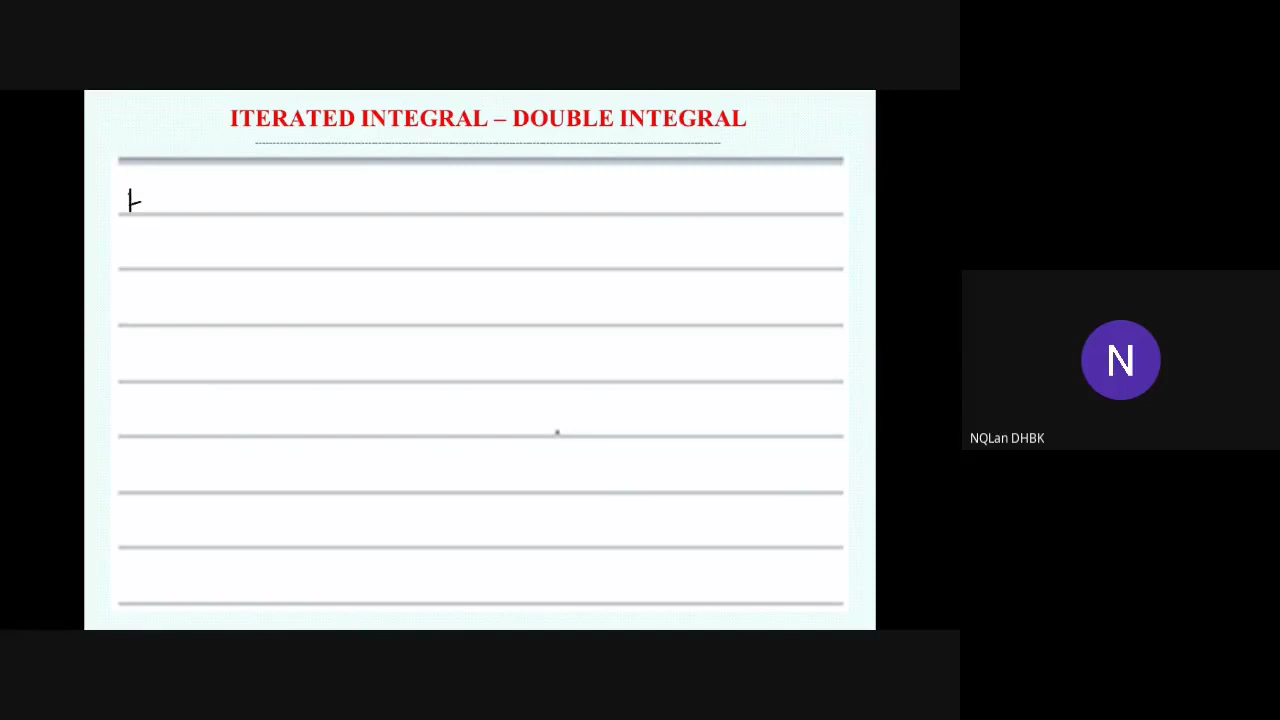 ITERATED INTEGRAL – DOUBLE INTEGRAL
N
NQLan DHBK